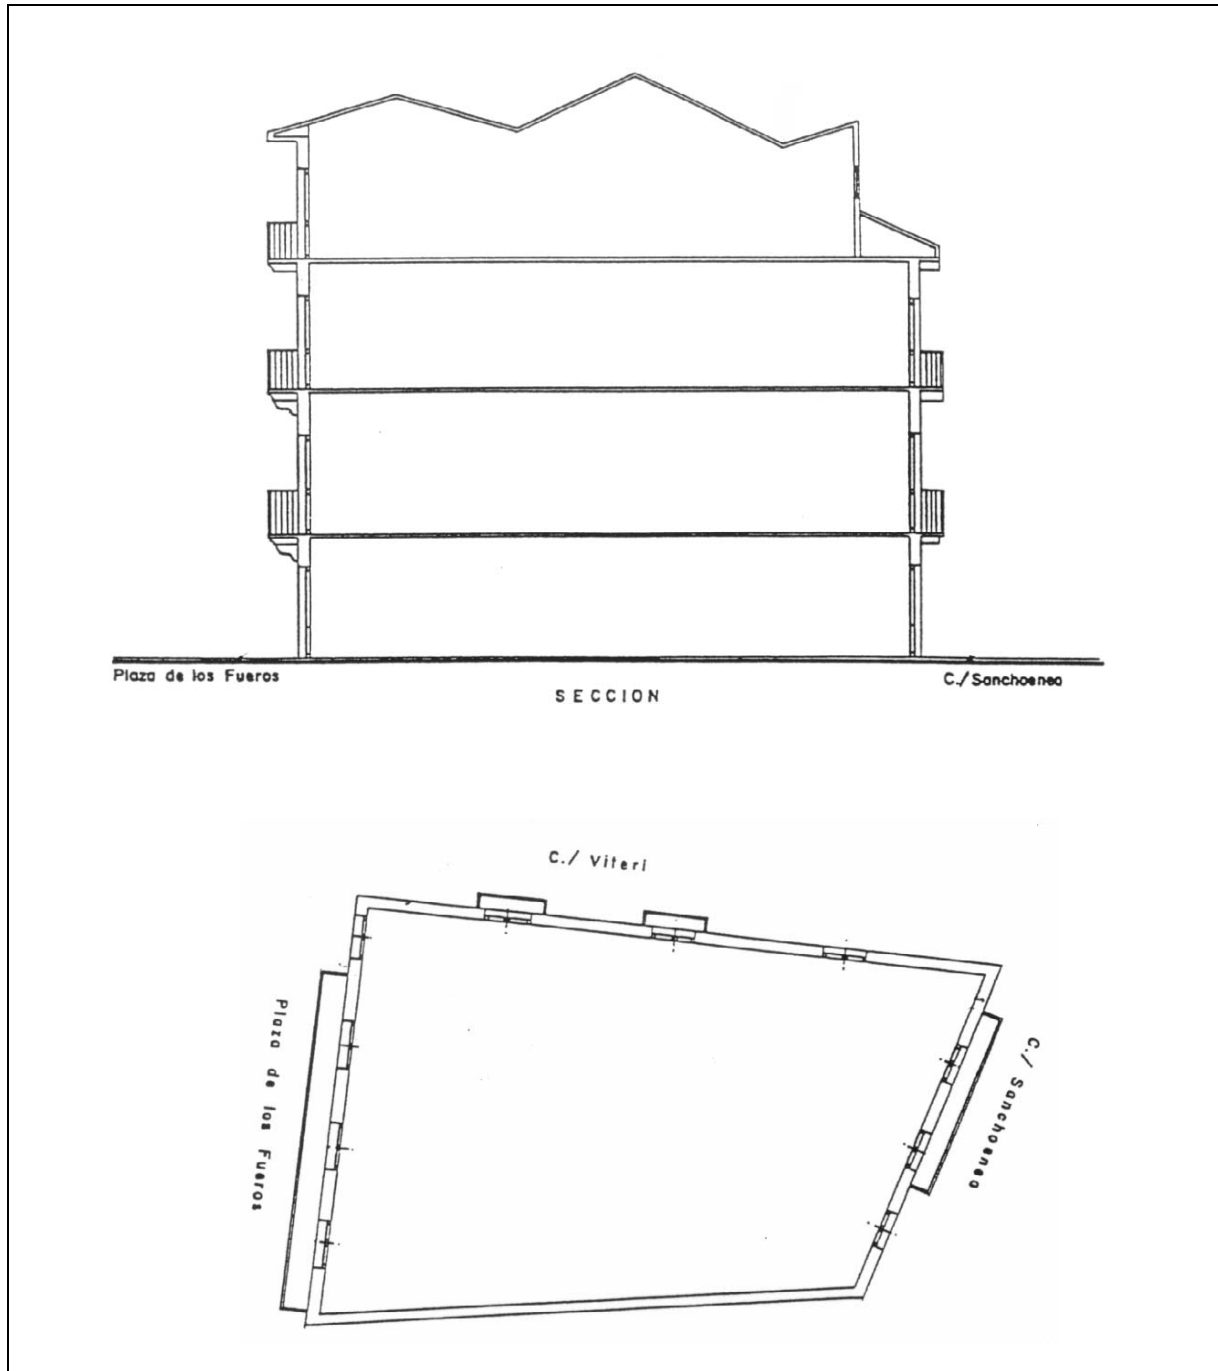 Plaza de los Fueros
C./Sanchoenea
SECCION
C./ Viteri
Plaza de los Fueros
C./ Sanchoenea